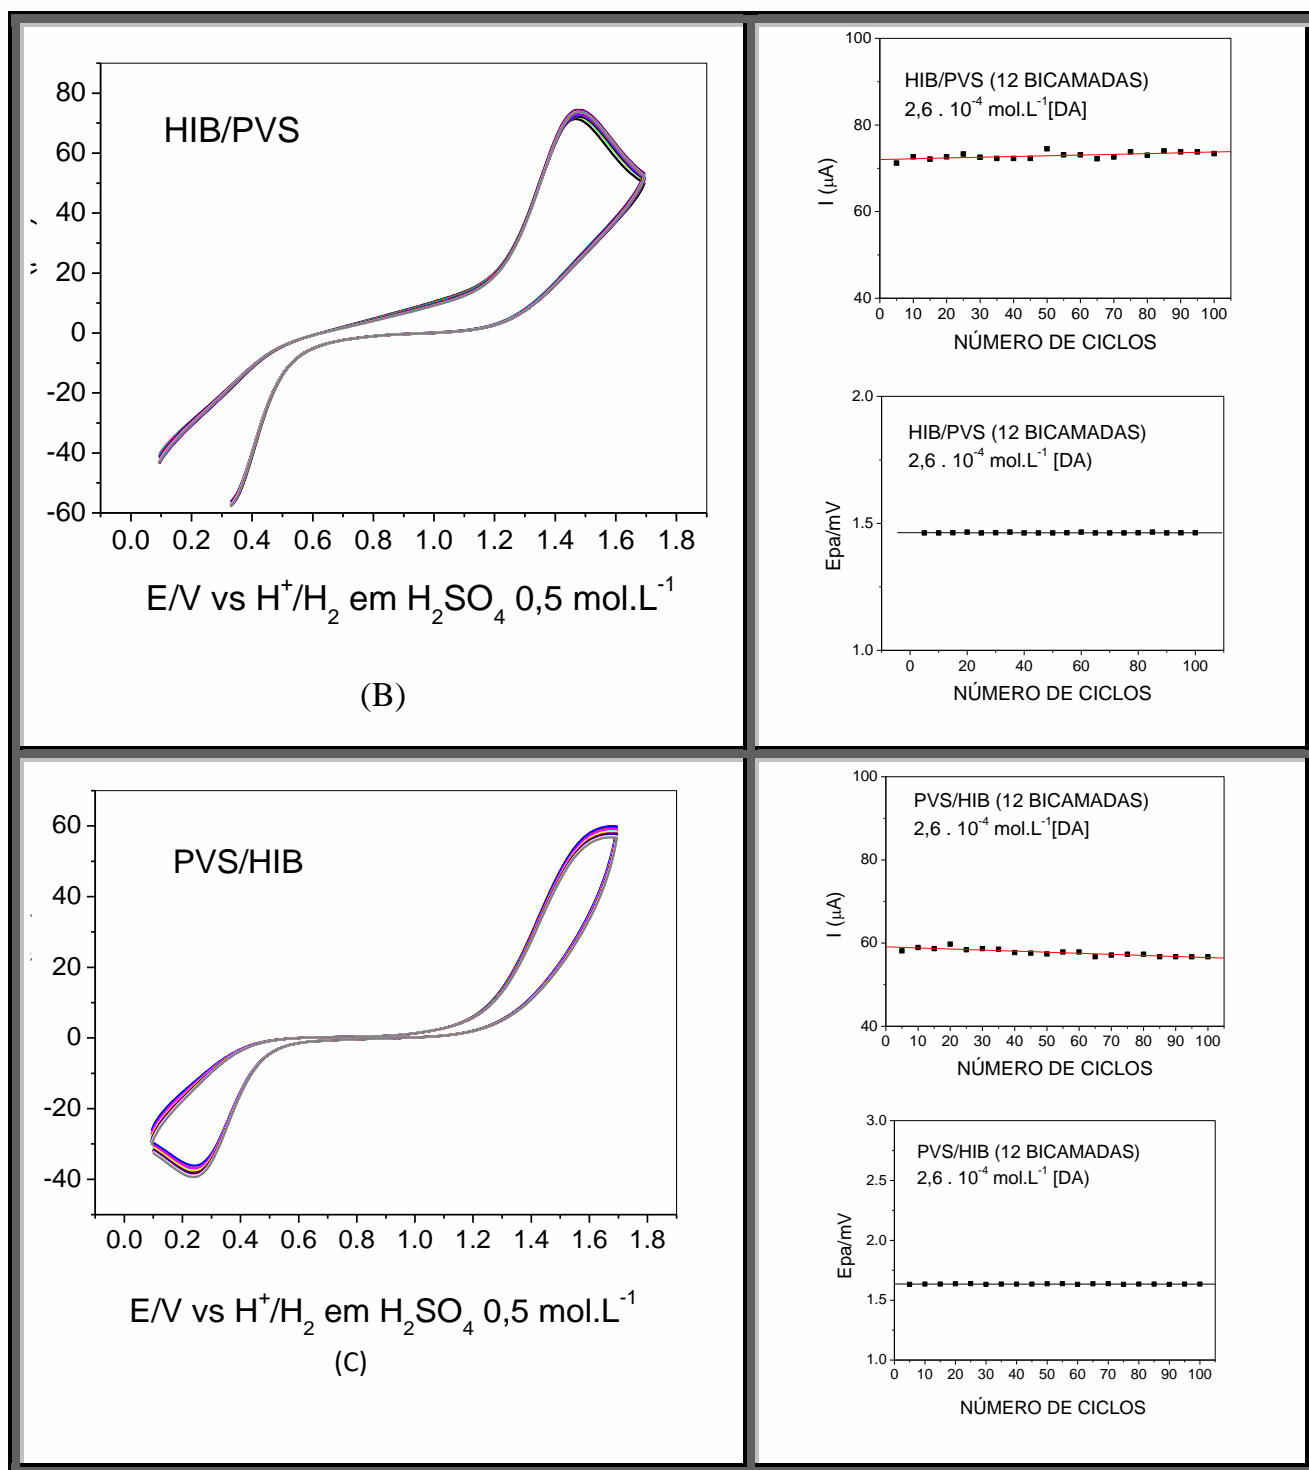 HIB/PVS
80
60
40
20
0
-20
-40
-60
0.0 0.2 0.4 0.6 0.8 1.0 1.2 1.4 1.6 1.8
E/V vs H⁺/H₂ em H₂SO₄ 0,5 mol.L⁻¹
(B)
HIB/PVS (12 BICAMADAS)
2,6 . 10⁻⁴ mol.L⁻¹[DA]
100
80
60
40
I (μA)
0 10 20 30 40 50 60 70 80 90 100
NÚMERO DE CICLOS
HIB/PVS (12 BICAMADAS)
2,6 . 10⁻⁴ mol.L⁻¹ [DA)
2.0
1.5
1.0
Epa/mV
0 20 40 60 80 100
NÚMERO DE CICLOS
PVS/HIB
60
40
20
0
-20
-40
0.0 0.2 0.4 0.6 0.8 1.0 1.2 1.4 1.6 1.8
E/V vs H⁺/H₂ em H₂SO₄ 0,5 mol.L⁻¹
(C)
PVS/HIB (12 BICAMADAS)
2,6 . 10⁻⁴ mol.L⁻¹[DA]
100
80
60
40
I (μA)
0 10 20 30 40 50 60 70 80 90 100
NÚMERO DE CICLOS
PVS/HIB (12 BICAMADAS)
2,6 . 10⁻⁴ mol.L⁻¹ [DA)
3.0
2.5
2.0
1.5
1.0
Epa/mV
0 10 20 30 40 50 60 70 80 90 100
NÚMERO DE CICLOS